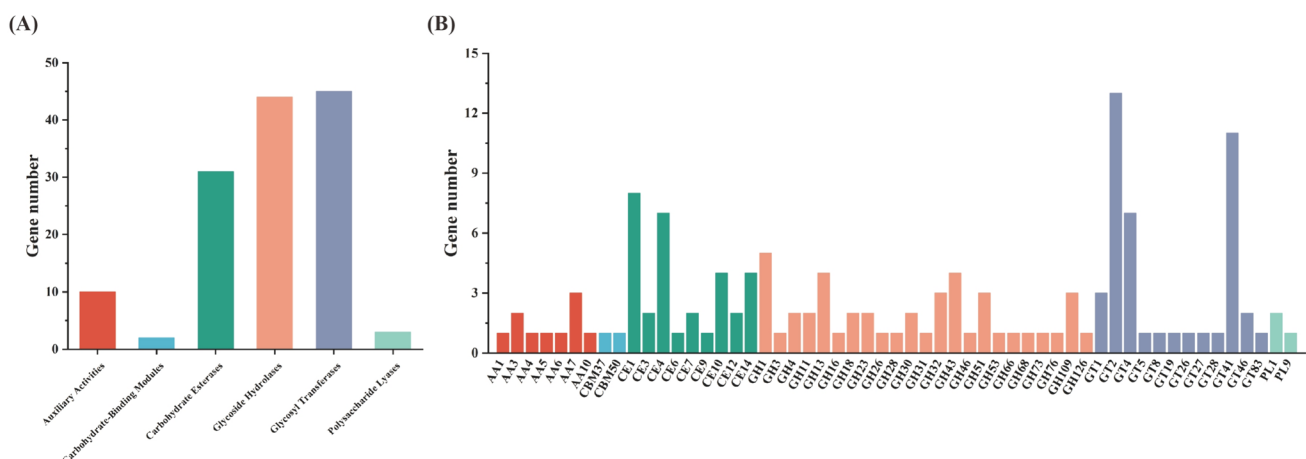 (A)
Gene number
50
40
30
20
10
0
Auxiliary Activities
Carbohydrate-Binding Modules
Carbohydrate Esterases
Glycoside Hydrolases
Glycosyl Transferases
Polysaccharide Lyases
(B)
Gene number
15
12
9
6
3
0
AA1
AA3
AA4
AA5
AA6
AA7
AA10
CBM37
CBM50
CE1
CE3
CE4
CE6
CE7
CE9
CE10
CE12
CE14
GH1
GH3
GH4
GH11
GH13
GH16
GH18
GH23
GH26
GH28
GH30
GH31
GH32
GH43
GH46
GH51
GH53
GH66
GH68
GH73
GH76
GH109
GH126
GT1
GT2
GT4
GT5
GT8
GT19
GT26
GT27
GT28
GT41
GT46
GT83
PL1
PL9